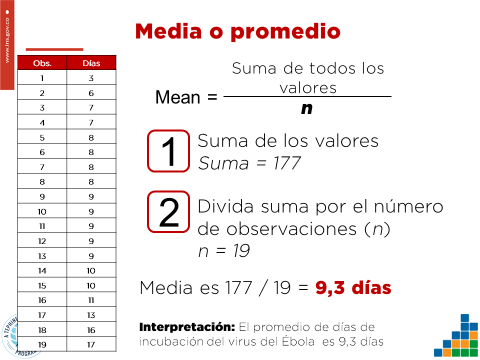 www.ins.gov.co
Media o promedio
Obs. Días
1 3
2 6
3 7
4 7
5 8
6 8
7 8
8 8
9 9
10 9
11 9
12 9
13 9
14 10
15 10
16 11
17 13
18 16
19 17
Suma de todos los
valores
Mean =
n
1
Suma de los valores
Suma = 177
2
Divida suma por el número
de observaciones (n)
n = 19
Media es 177 / 19 = 9,3 días
Interpretación: El promedio de días de
incubación del virus del Ébola es 9,3 días